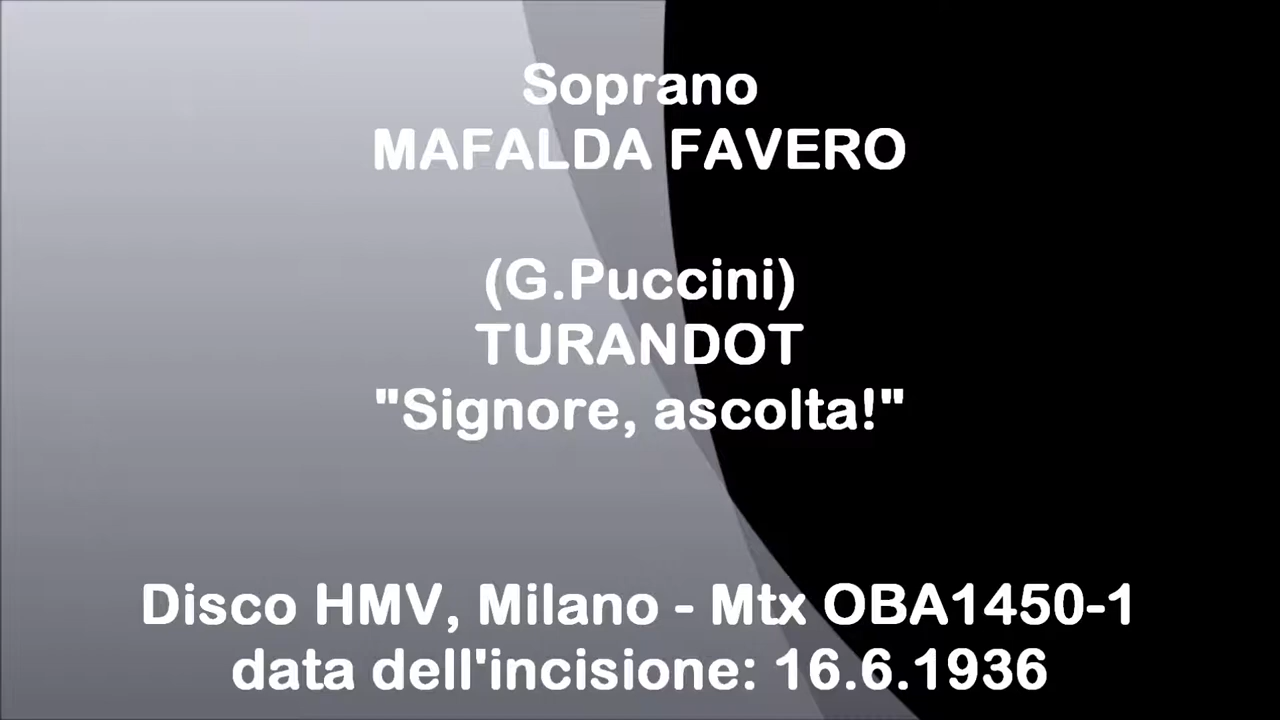 Soprano
MAFALDA FAVERO
(G.Puccini)
TURANDOT
"Signore, ascolta!"
Disco HMV, Milano - Mtx OBA1450-1
data dell'incisione: 16.6.1936